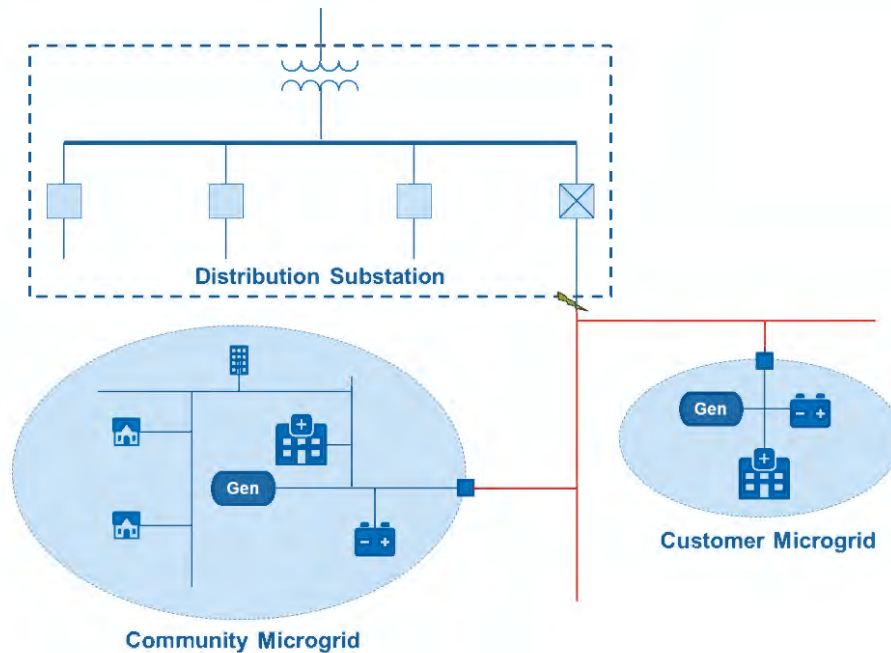 Distribution Substation
Gen
Gen
Customer Microgrid
Community Microgrid